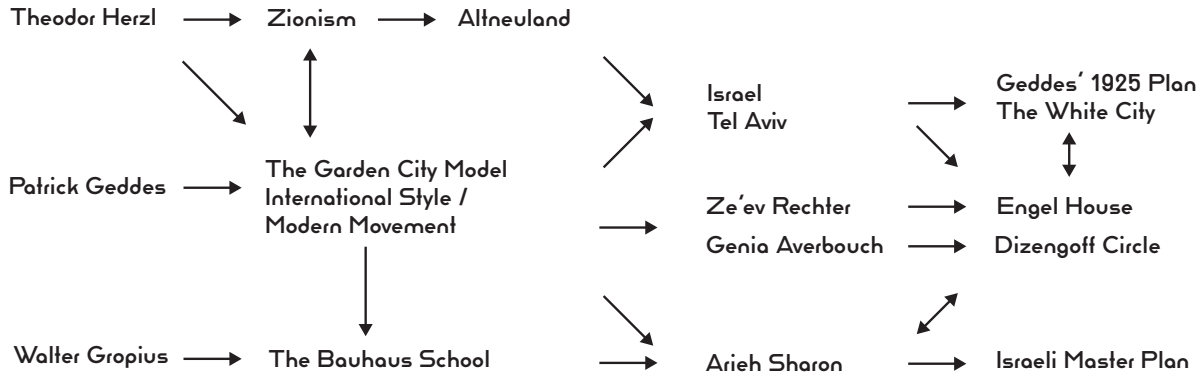 Theodor Herzl
Zionism
Altneuland
Israel
Tel Aviv
Geddes' 1925 Plan
The White City
Patrick Geddes
The Garden City Model
International Style /
Modern Movement
Ze'ev Rechter
Engel House
Genia Averbouch
Dizengoff Circle
Walter Gropius
The Bauhaus School
Arieh Sharon
Israeli Master Plan